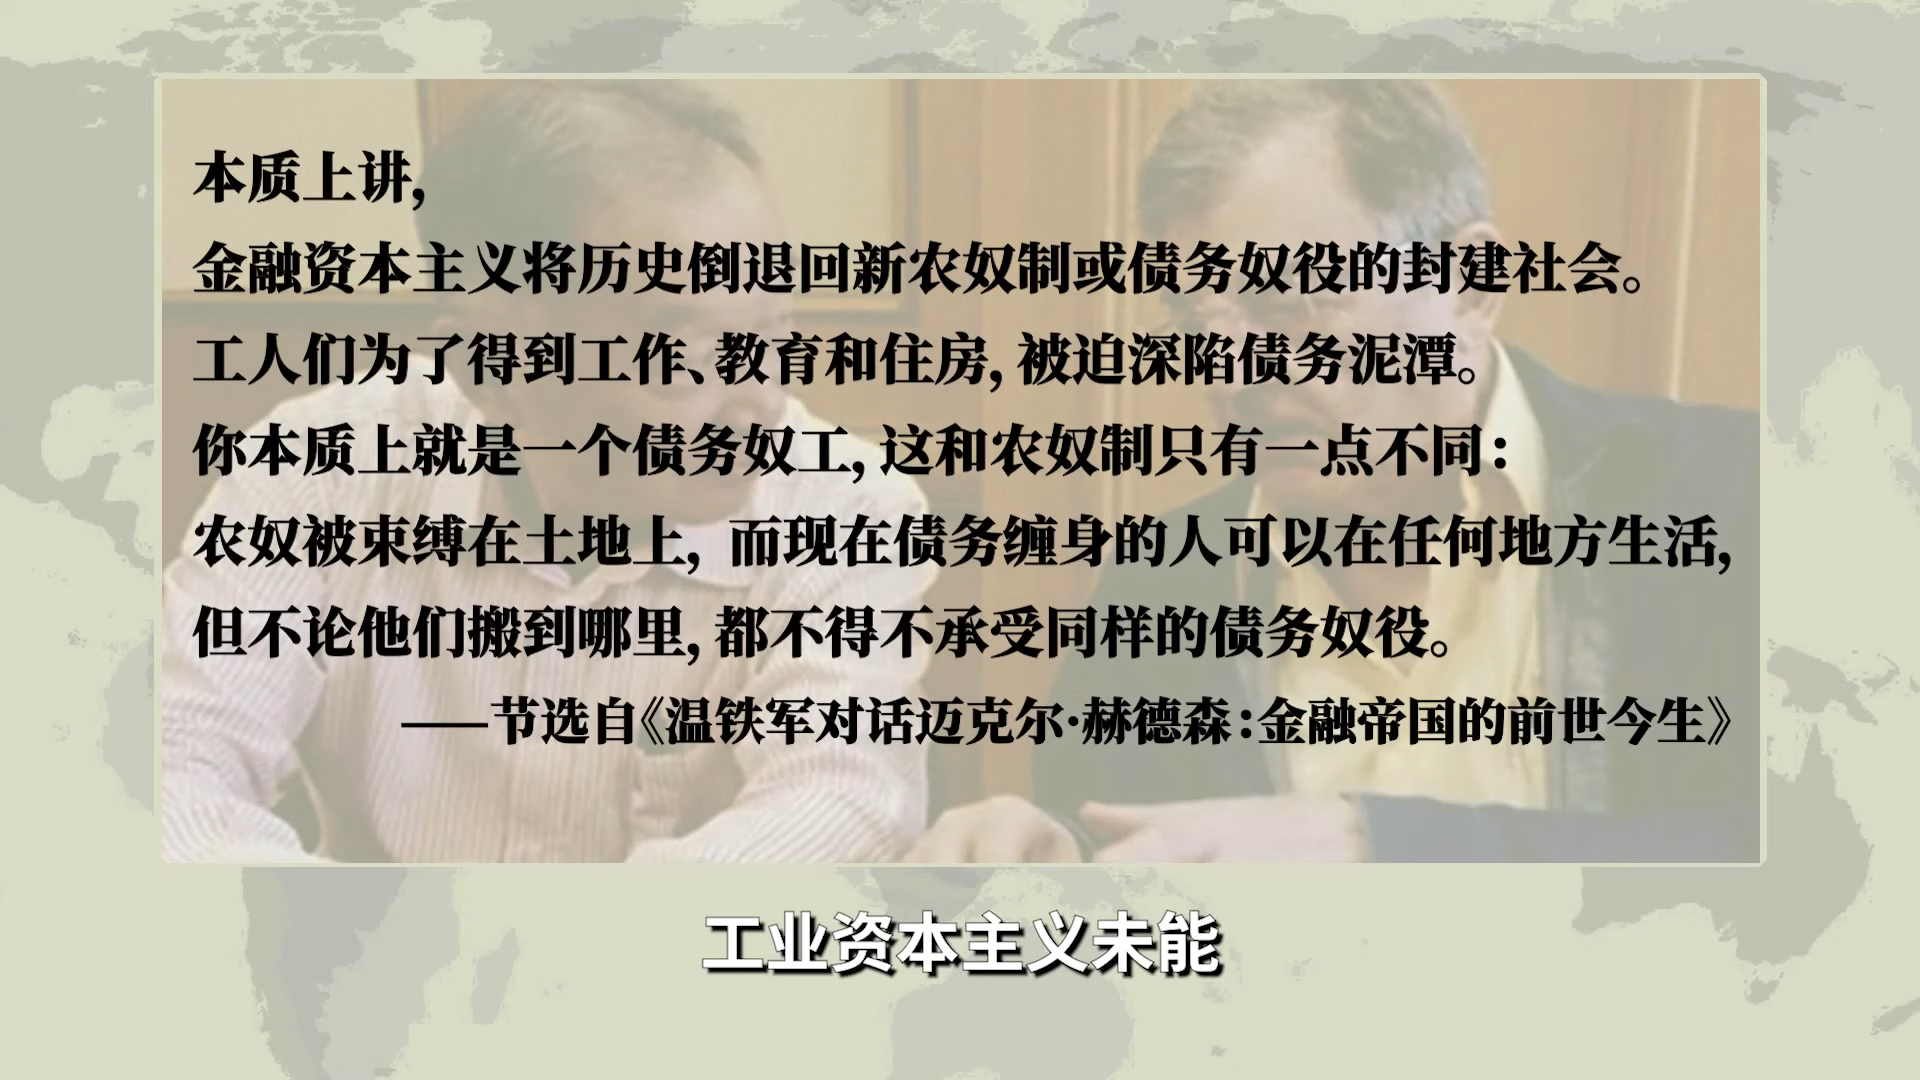 本质上讲,
金融资本主义将历史倒退回新农奴制或债务奴役的封建社会。
工人们为了得到工作、教育和住房, 被迫深陷债务泥潭。
你本质上就是一个债务奴工, 这和农奴制只有一点不同：
农奴被束缚在土地上, 而现在债务缠身的人可以在任何地方生活,
但不论他们搬到哪里, 都不得不承受同样的债务奴役。
——节选自《温铁军对话迈克尔·赫德森：金融帝国的前世今生》
工业资本主义未能